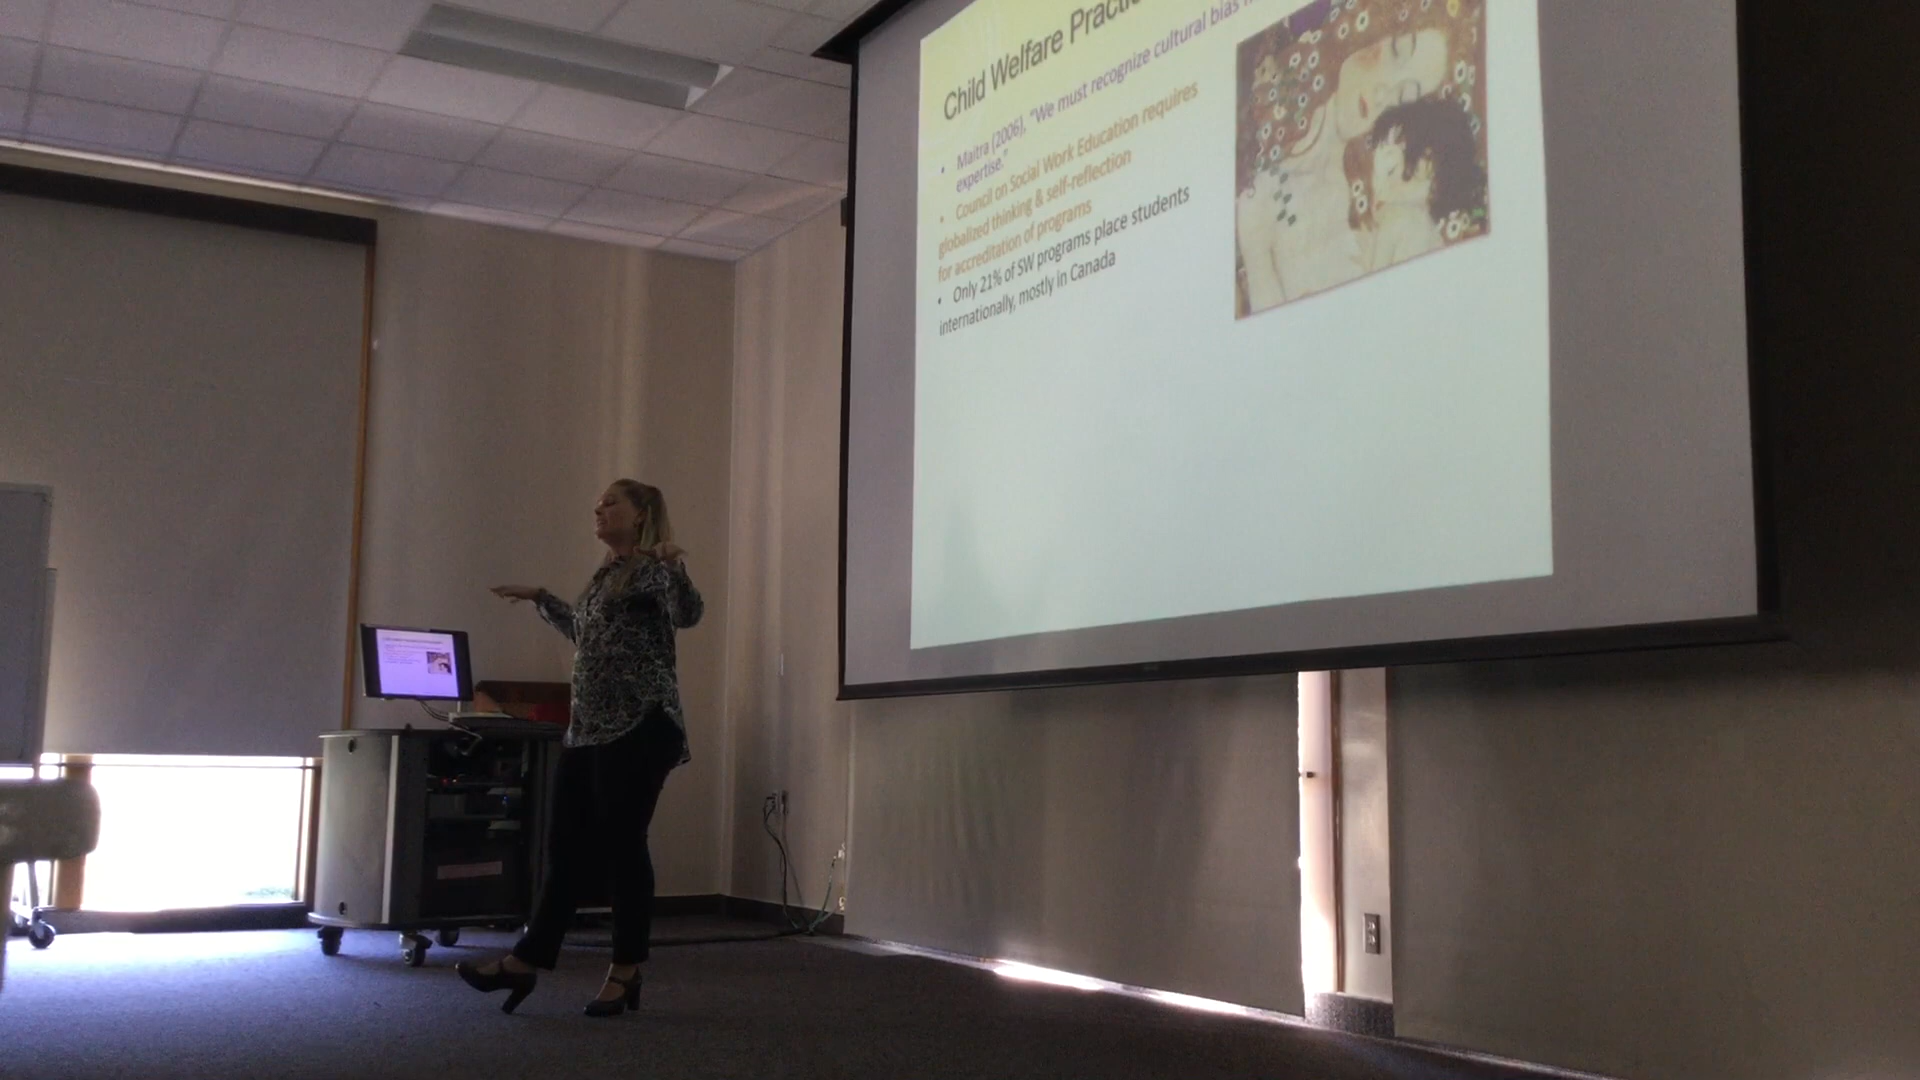 Child Welfare Practic
• Maitra (2006), "We must recognize cultural bias
expertise."
• Council on Social Work Education requires
globalized thinking & self-reflection
for accreditation of programs
• Only 21% of SW programs place students
internationally, mostly in Canada